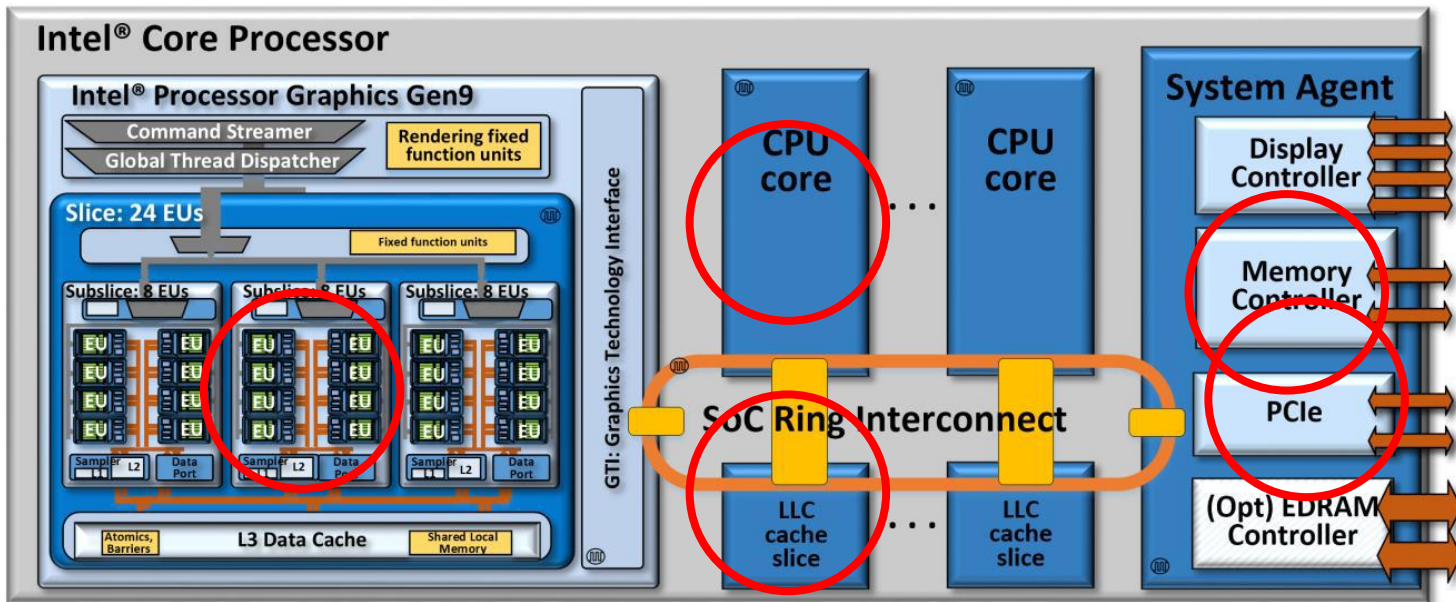 Intel® Core Processor
Intel® Processor Graphics Gen9
Command Streamer
Global Thread Dispatcher
Rendering fixed
function units
Slice: 24 EUs
Fixed function units
Subslice: 8 EUs
Subslice: 8 EUs
Subslice: 8 EUs
EU EU EU EU EU EU
EU EU EU EU EU EU
EU EU EU EU EU EU
EU EU EU EU EU EU
Sampler
L1 L2
Data
Port
Sampler
L1 L2
Data
Port
Sampler
L1 L2
Data
Port
Atomics,
Barriers
L3 Data Cache
Shared Local
Memory
GTI: Graphics Technology Interface
CPU
core
...
CPU
core
SoC Ring Interconnect
LLC
cache
slice
...
LLC
cache
slice
System Agent
Display
Controller
Memory
Controller
PCIe
(Opt) EDRAM
Controller